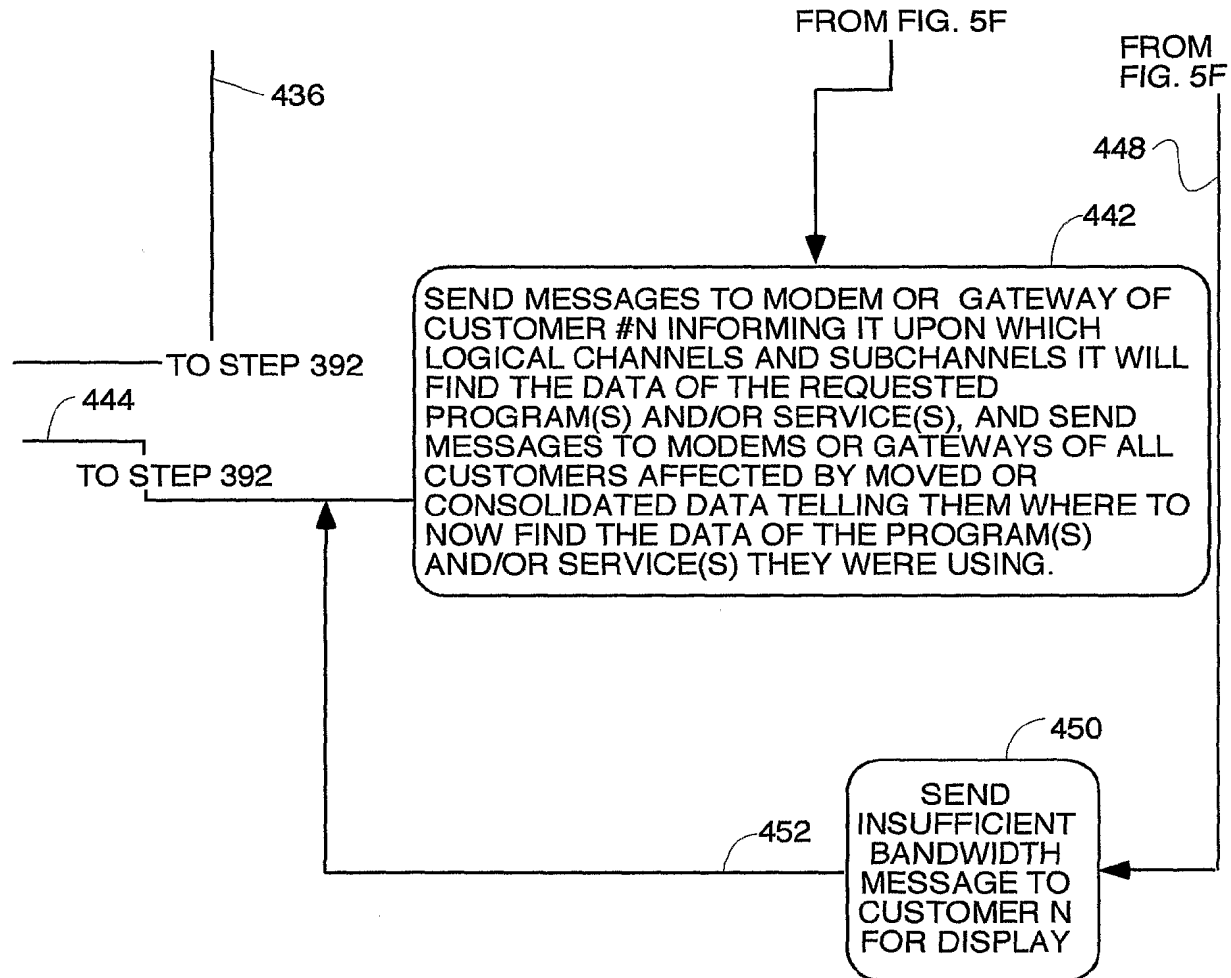 FROM FIG. 5F
FROM
FIG. 5F
436
448
442
SEND MESSAGES TO MODEM OR GATEWAY OF
CUSTOMER #N INFORMING IT UPON WHICH
LOGICAL CHANNELS AND SUBCHANNELS IT WILL
FIND THE DATA OF THE REQUESTED
PROGRAM(S) AND/OR SERVICE(S), AND SEND
MESSAGES TO MODEMS OR GATEWAYS OF ALL
CUSTOMERS AFFECTED BY MOVED OR
CONSOLIDATED DATA TELLING THEM WHERE TO
NOW FIND THE DATA OF THE PROGRAM(S)
AND/OR SERVICE(S) THEY WERE USING.
TO STEP 392
444
TO STEP 392
450
SEND
INSUFFICIENT
BANDWIDTH
MESSAGE TO
CUSTOMER N
FOR DISPLAY
452